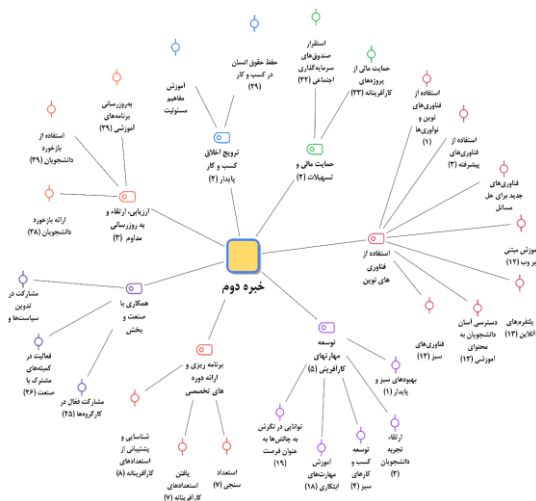 استقرار
صندوق‌های
سرمایه‌گذاری
اجتماعی (۳۲)
حمایت مالی از
پروژه‌های
کارآفرینانه (۳۳)
حفظ حقوق انسان
در کسب و کار
(۳۹)
آموزش
مفاهیم
مسئولیت
به‌روزرسانی
برنامه‌های
آموزشی (۲۹)
استفاده از
بازخورد
دانشجویان (۲۹)
ارائه بازخورد
دانشجویان (۲۸)
ترویج اخلاق
کسب و کار
پایدار (۲)
حمایت مالی و
تسهیلات (۲)
ارزیابی، ارتقاء و
به روزرسانی
مداوم (۳)
استفاده از
فناوری‌های
نوین و
نوآوری‌ها
(۱)
استفاده از
فناوری‌های
پیشرفته (۳)
فناوری‌های
جدید برای حل
مسائل
آموزش مبتنی
بر وب (۱۲)
پلتفرم‌های
آنلاین (۱۳)
دسترسی آسان
دانشجویان به
محتوای
آموزشی (۱۲)
فناوری‌های
سبز (۱۳)
استفاده از
فناوری
های نوین
خبره دوم
همکاری با
صنعت و
بخش
مشارکت در
تدوین
سیاست‌ها و
فعالیت در
کمیته‌های
مشترک با
صنعت (۲۶)
مشارکت فعال در
کارگروه‌ها (۲۵)
برنامه ریزی و
ارائه دوره
های تخصصی
شناسایی و
پشتیبانی از
استعدادهای
کارآفرینانه (۸)
یافتن
استعدادهای
کارآفرینانه (۷)
استعداد
سنجی (۷)
توسعه
مهارتهای
کارآفرینی (۵)
توانایی در نگرش
به چالش‌ها به
عنوان فرصت
(۱۹)
آموزش
مهارت‌های
ابتکاری (۱۸)
توسعه
کسب و
کارهای
سبز (۴)
ارتقاء
تجربه
دانشجویان
(۳)
بهبودهای سبز و
پایدار (۱)